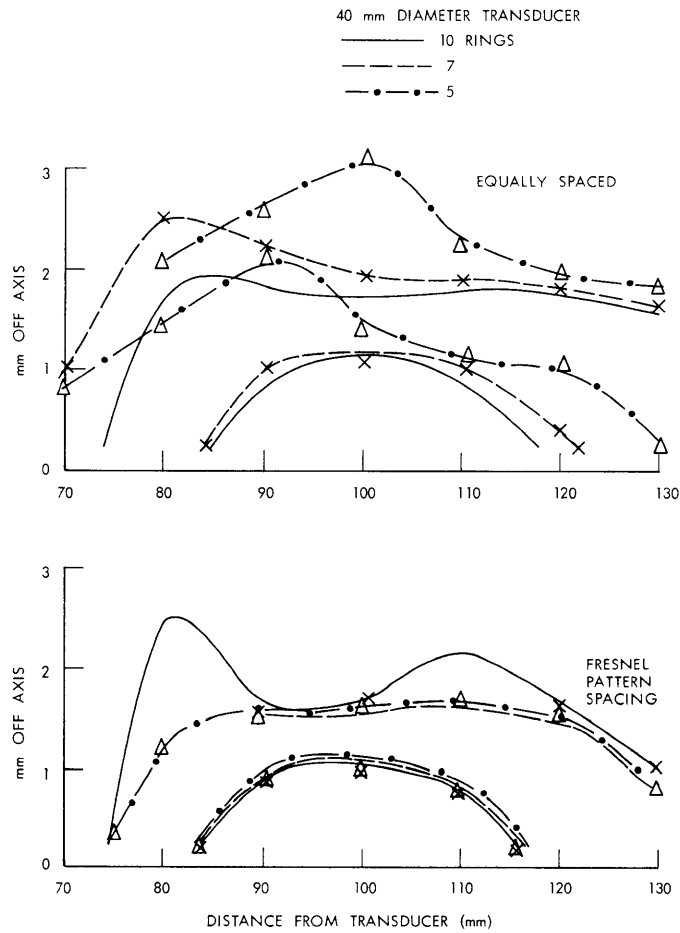 40 mm DIAMETER TRANSDUCER
10 RINGS
7
5
3
EQUALLY SPACED
2
mm OFF AXIS
1
0
70 80 90 100 110 120 130
3
2
FRESNEL
PATTERN
SPACING
mm OFF AXIS
1
0
70 80 90 100 110 120 130
DISTANCE FROM TRANSDUCER (mm)